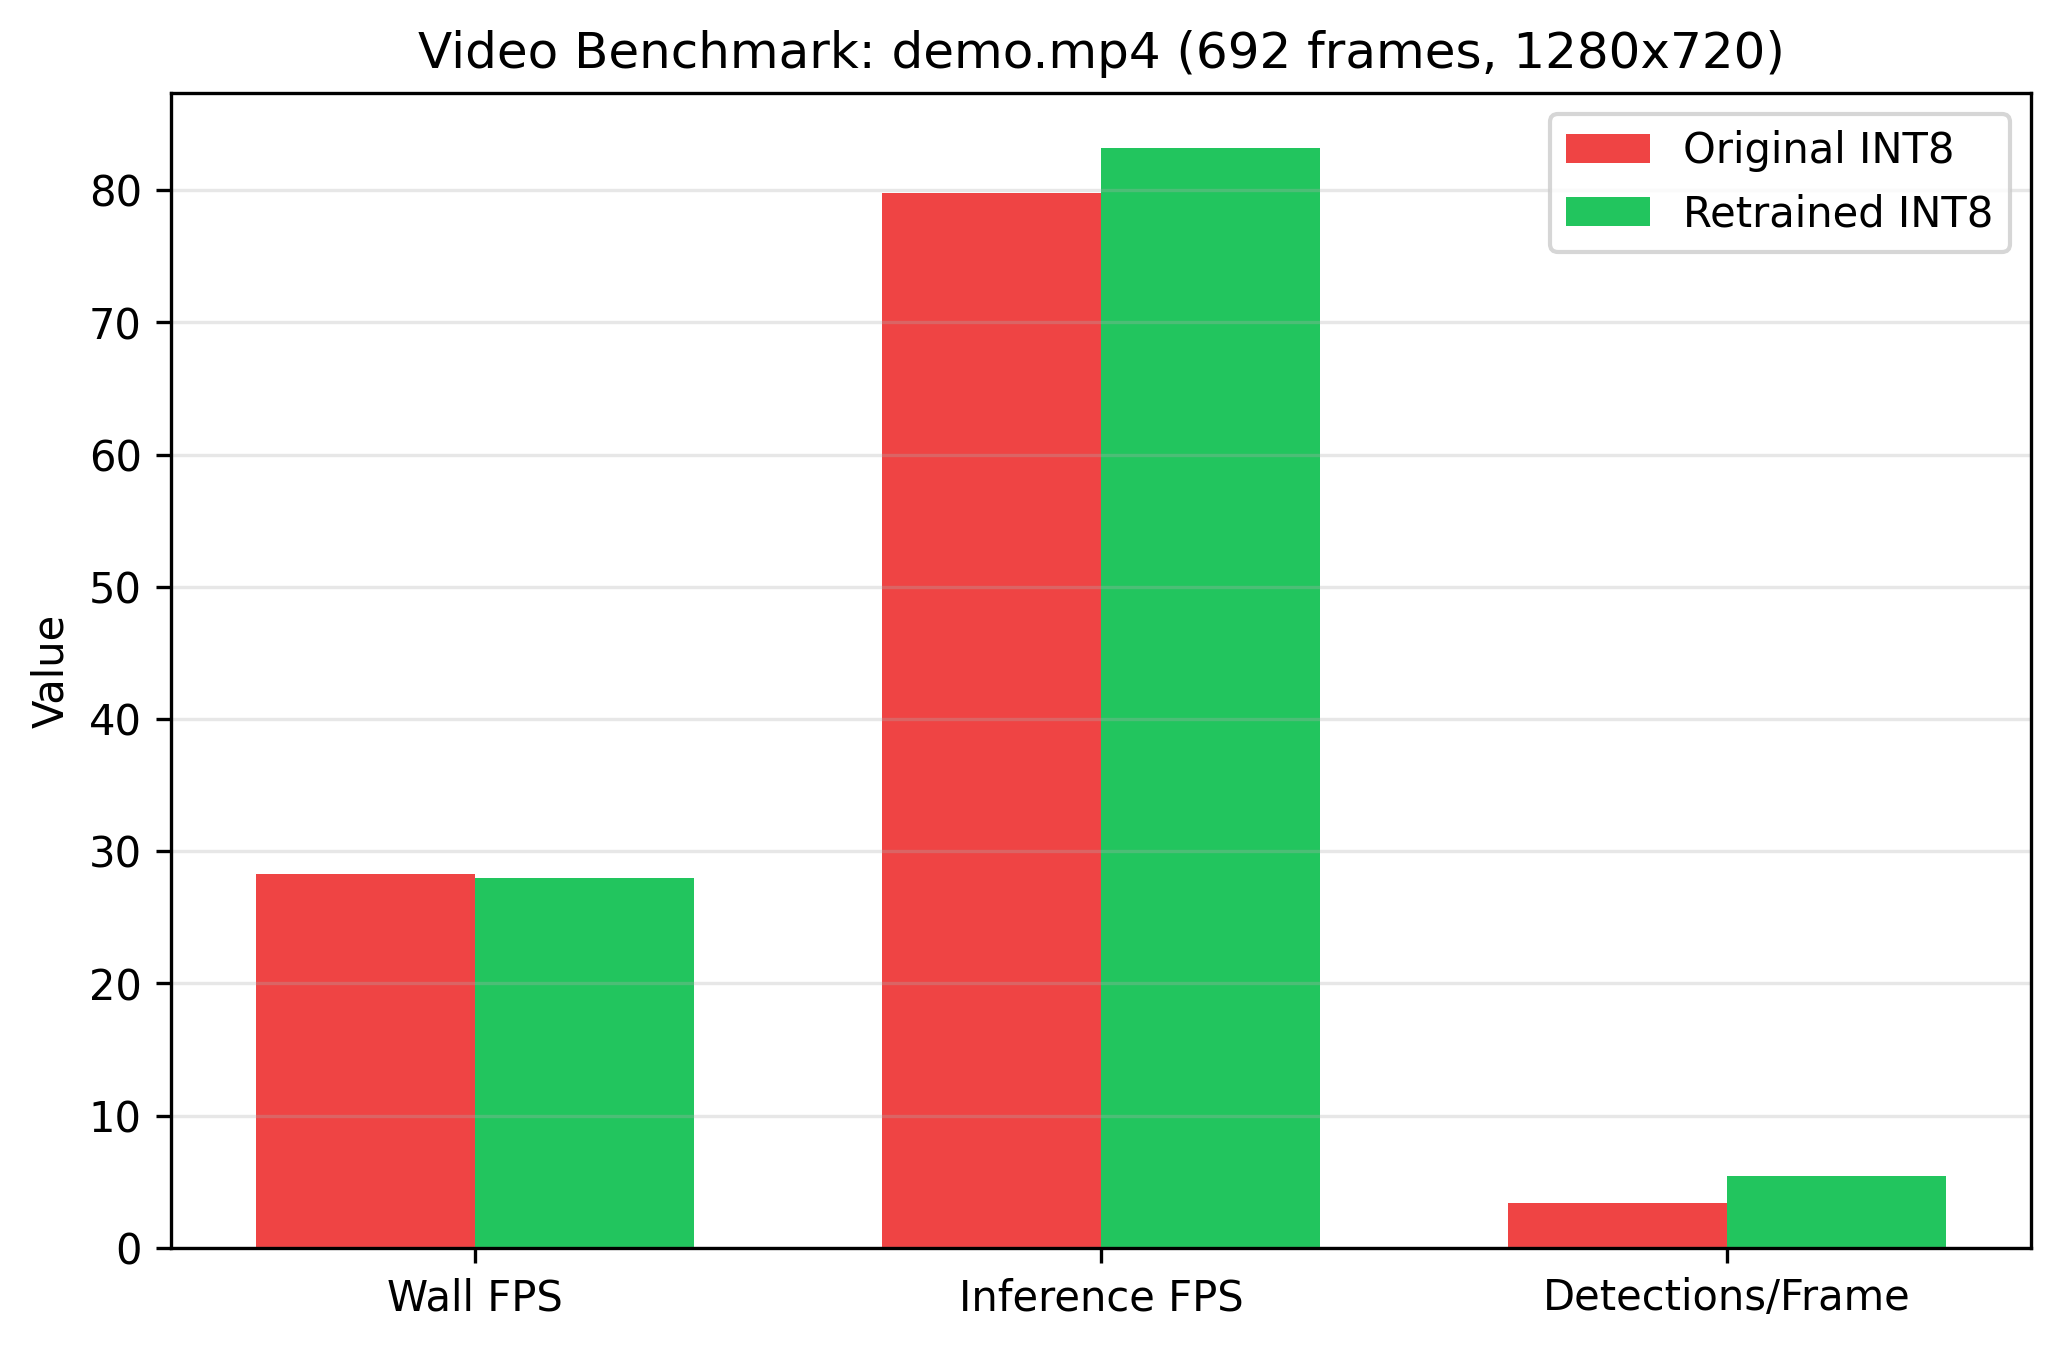 Video Benchmark: demo.mp4 (692 frames, 1280x720)
Original INT8
Retrained INT8
Value
80
70
60
50
40
30
20
10
0
Wall FPS
Inference FPS
Detections/Frame